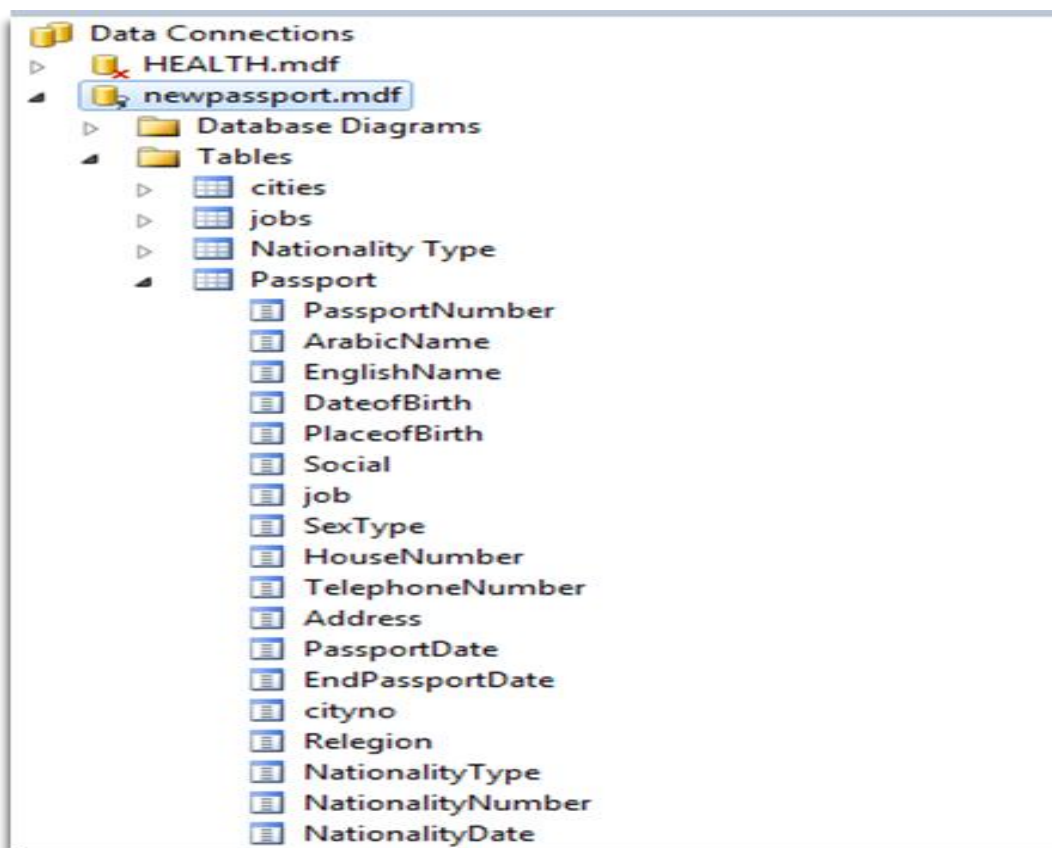 Data Connections
HEALTH.mdf
newpassport.mdf
Database Diagrams
Tables
cities
jobs
Nationality Type
Passport
PassportNumber
ArabicName
EnglishName
DateofBirth
PlaceofBirth
Social
job
SexType
HouseNumber
TelephoneNumber
Address
PassportDate
EndPassportDate
cityno
Relegion
NationalityType
NationalityNumber
NationalityDate